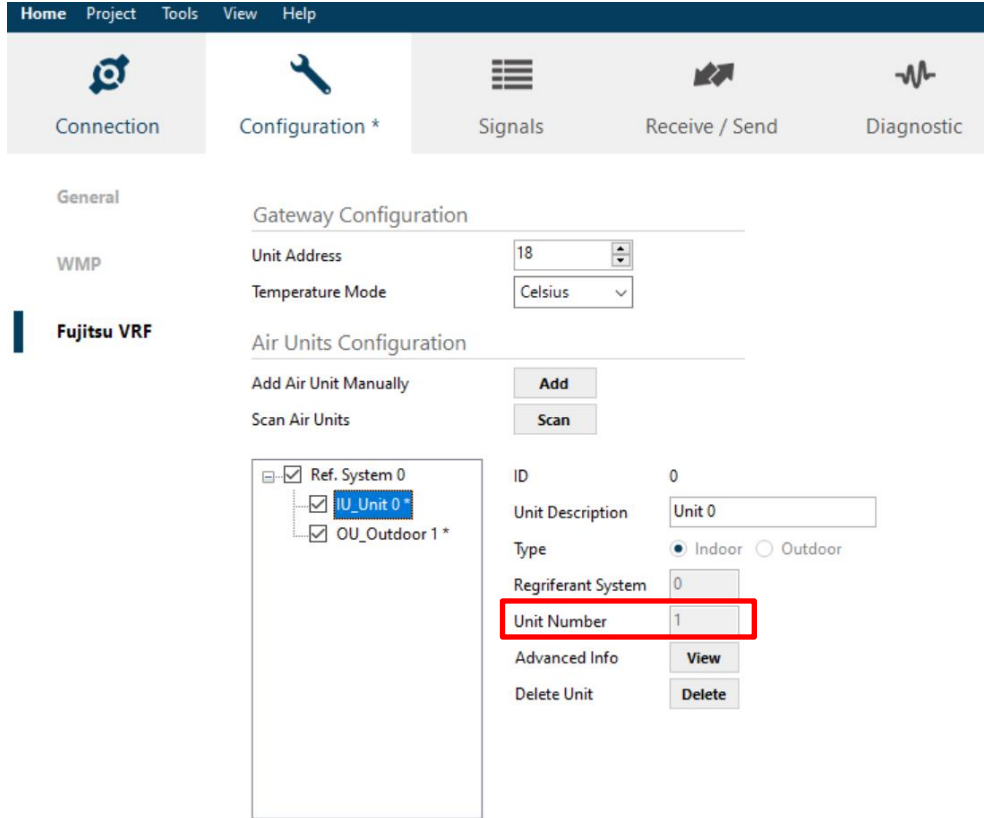 Home Project Tools View Help
Connection Configuration * Signals Receive / Send Diagnostic
General
WMP
Fujitsu VRF
Gateway Configuration
Unit Address 18
Temperature Mode Celsius
Air Units Configuration
Add Air Unit Manually Add
Scan Air Units Scan
Ref. System 0
IU_Unit 0 *
OU_Outdoor 1 *
ID 0
Unit Description Unit 0
Type Indoor Outdoor
Regriferant System 0
Unit Number 1
Advanced Info View
Delete Unit Delete